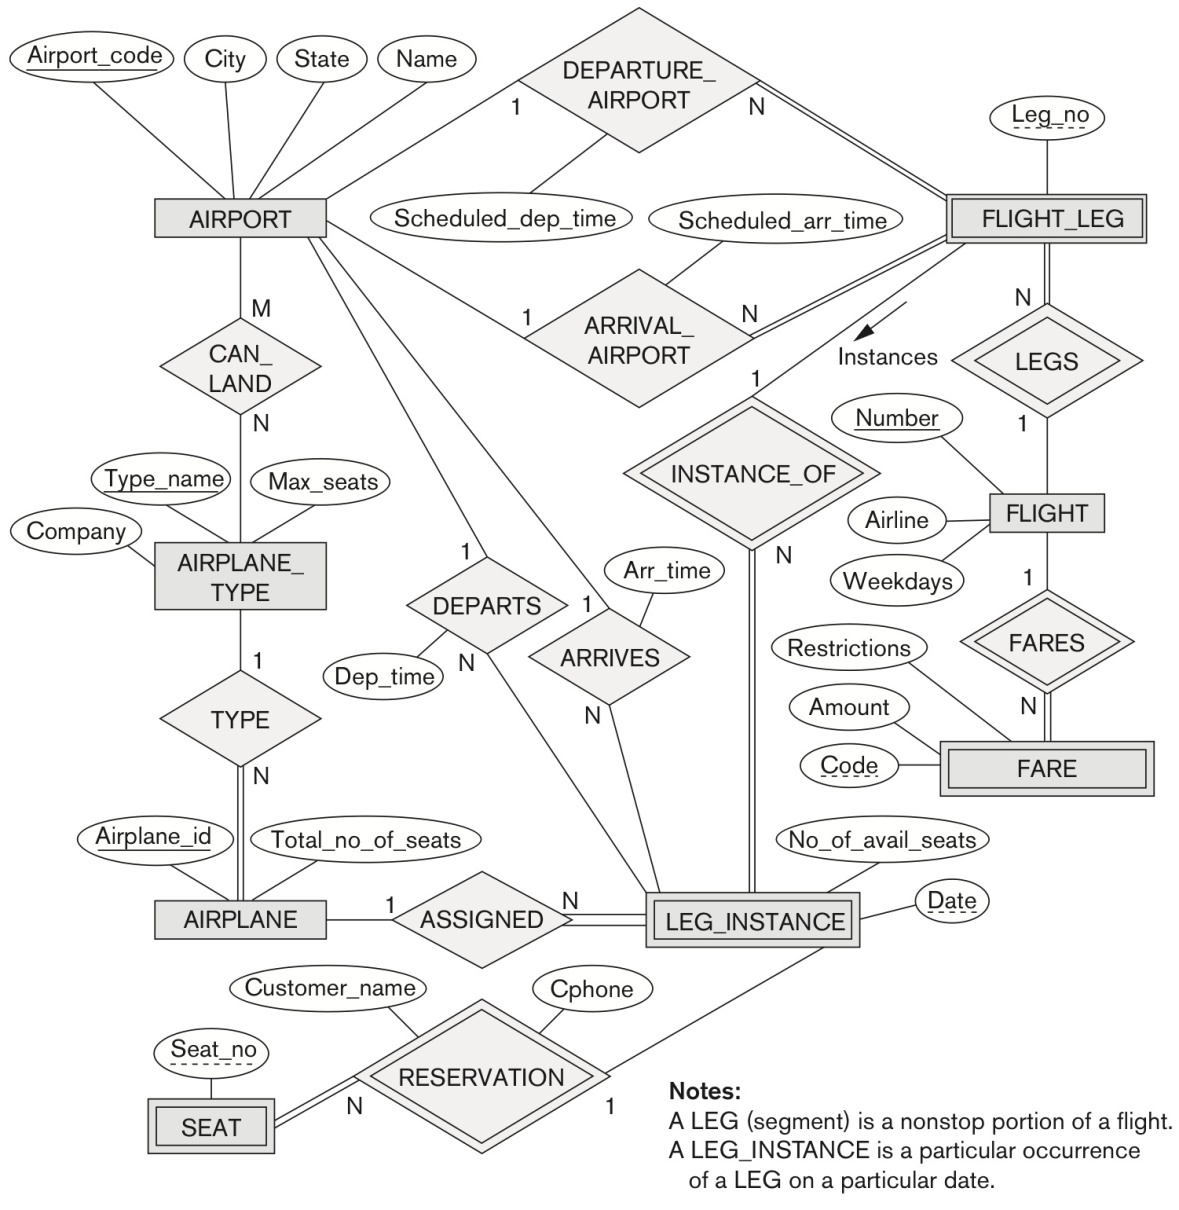 Airport_code
City
State
Name
DEPARTURE_
AIRPORT
1
N
Leg_no
Scheduled_dep_time
Scheduled_arr_time
AIRPORT
FLIGHT_LEG
M
CAN_
LAND
N
1
ARRIVAL_
AIRPORT
N
Instances
N
LEGS
1
1
INSTANCE_OF
N
Number
FLIGHT
Airline
Weekdays
Type_name
Max_seats
Company
AIRPLANE_
TYPE
1
DEPARTS
N
Dep_time
1
Arr_time
ARRIVES
N
1
FARES
N
Restrictions
Amount
Code
FARE
1
TYPE
N
Airplane_id
Total_no_of_seats
AIRPLANE
1
ASSIGNED
N
LEG_INSTANCE
No_of_avail_seats
Date
Customer_name
Cphone
Seat_no
SEAT
N
RESERVATION
1
Notes:
A LEG (segment) is a nonstop portion of a flight.
A LEG_INSTANCE is a particular occurrence
of a LEG on a particular date.